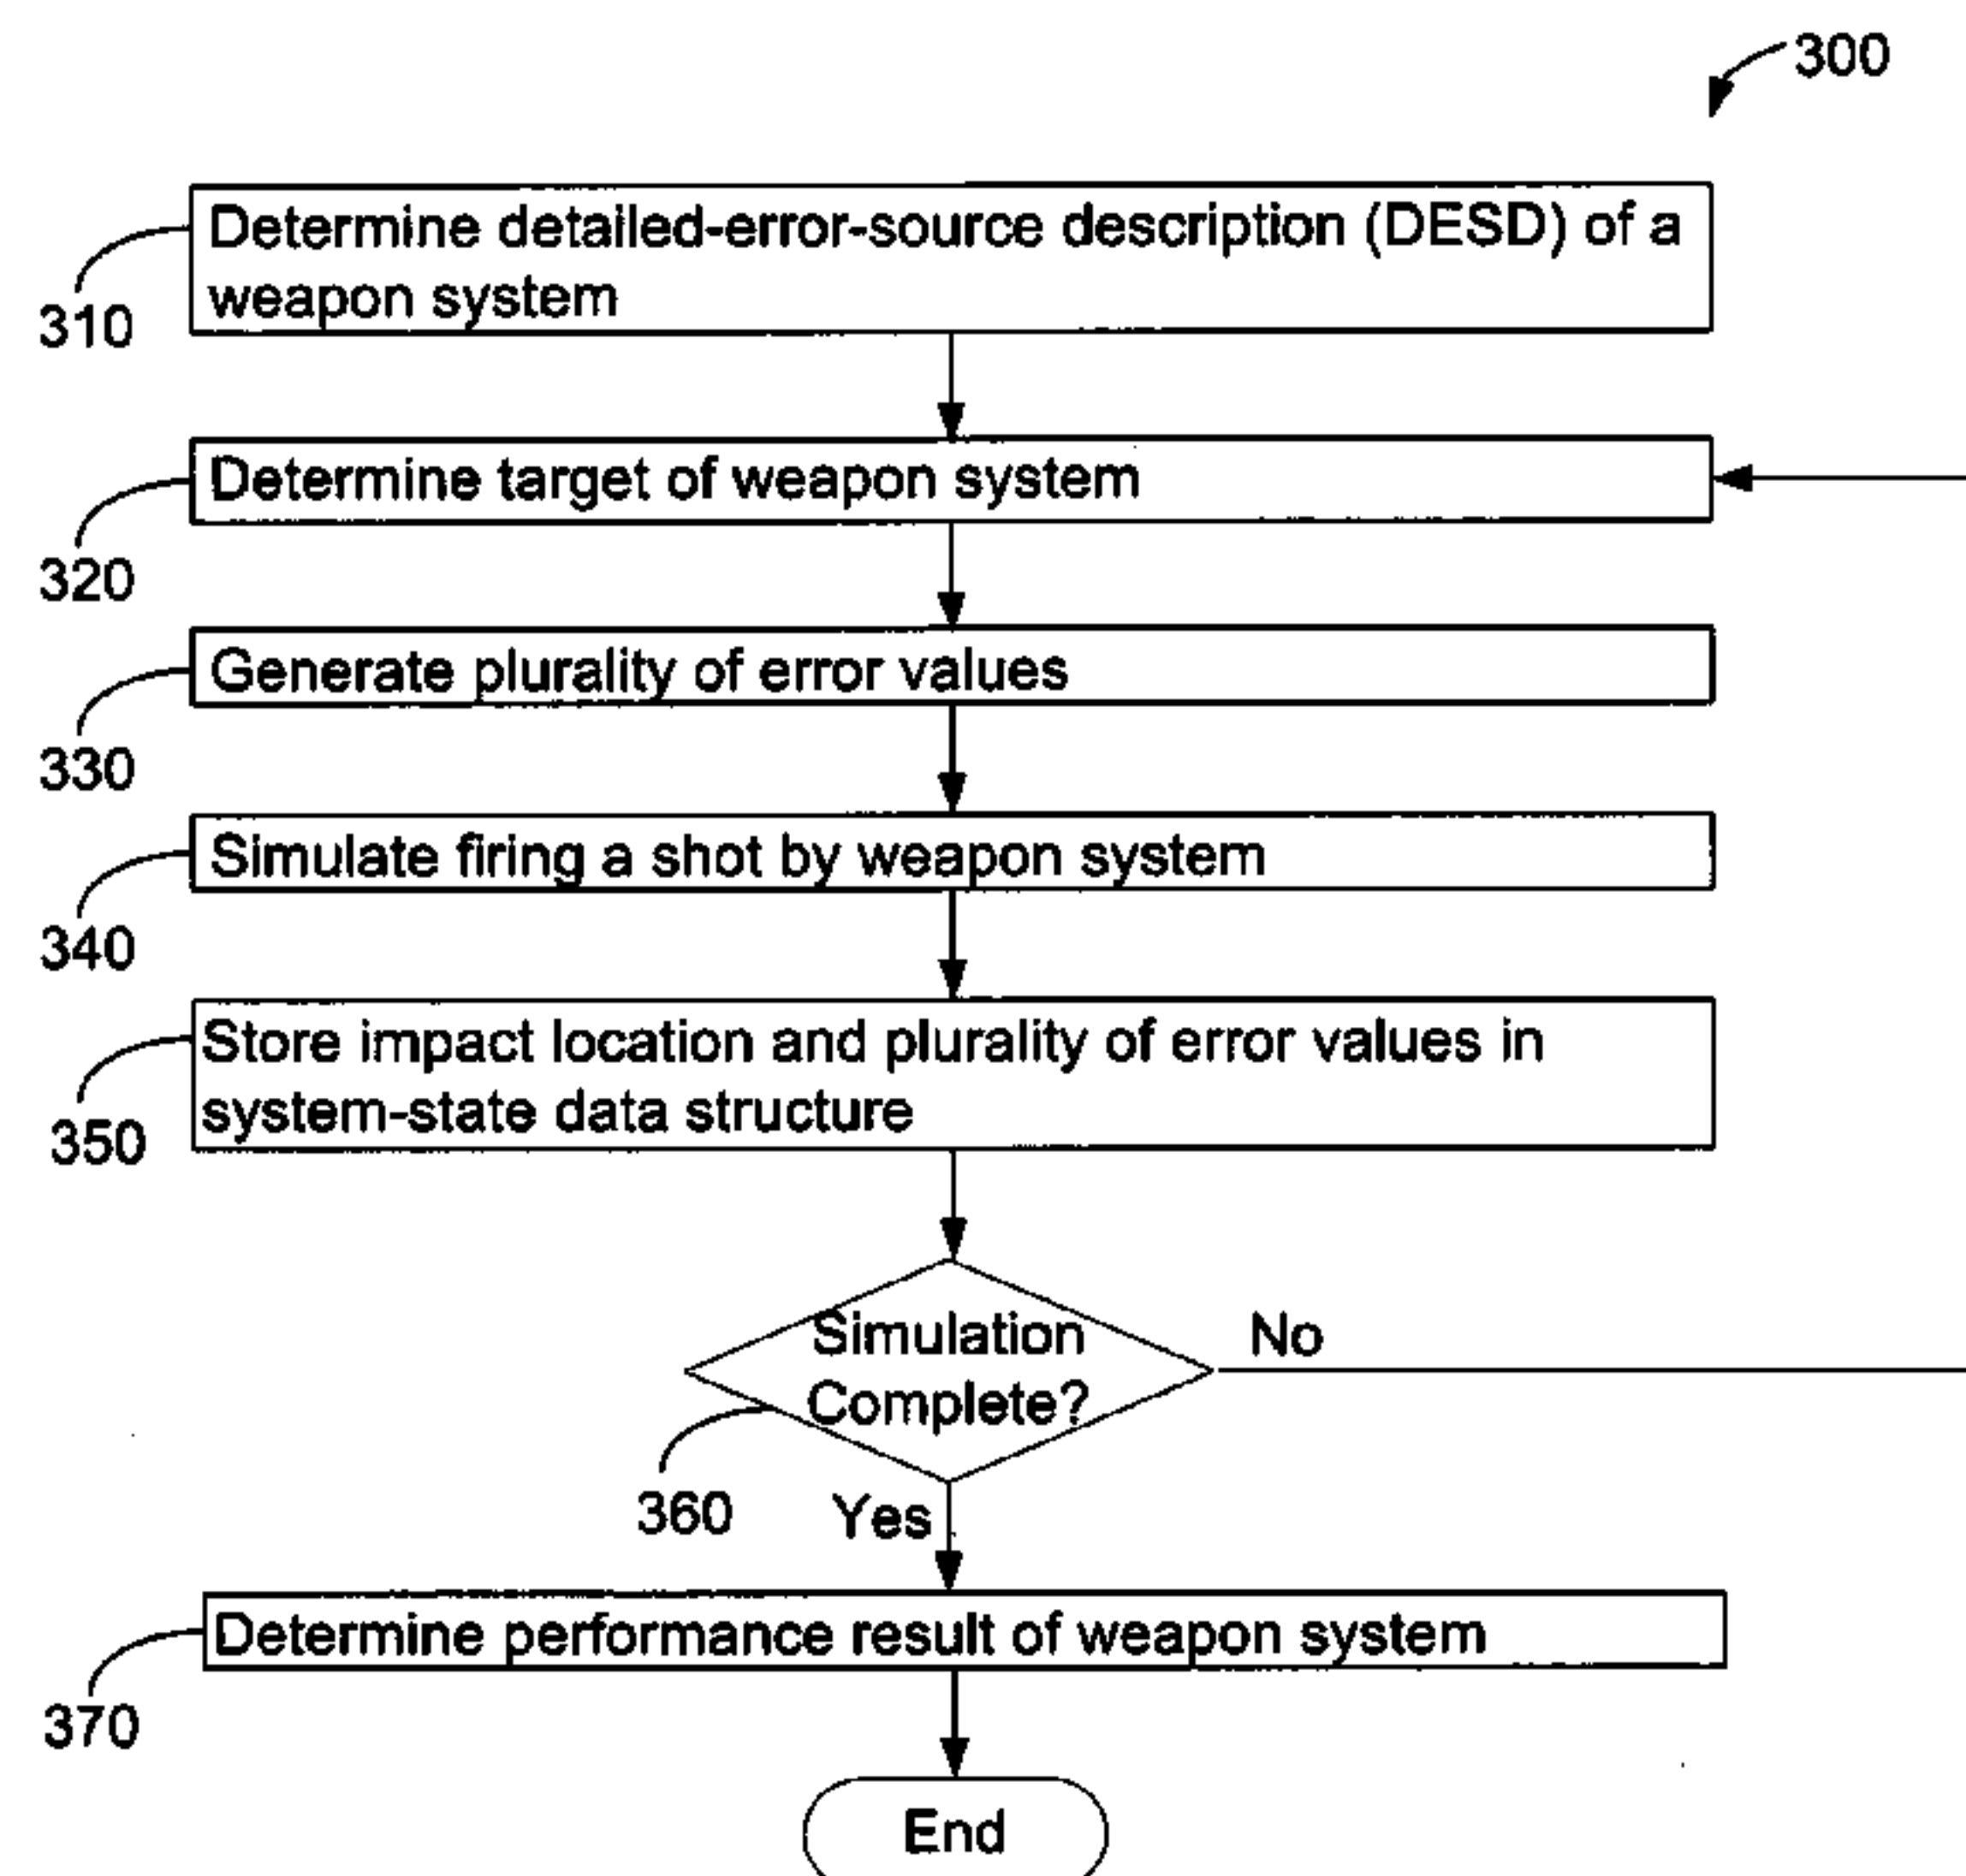 300
Determine detailed-error-source description (DESD) of a
weapon system
310
Determine target of weapon system
320
Generate plurality of error values
330
Simulate firing a shot by weapon system
340
Store impact location and plurality of error values in
system-state data structure
350
Simulation
Complete?
No
360
Yes
Determine performance result of weapon system
370
End